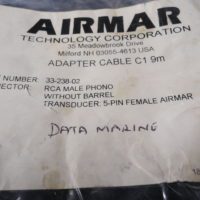 AIRMAR
TECHNOLOGY CORPORATION
35 Meadowbrook Drive
Milford NH 03055-4613 USA
ADAPTER CABLE C1 9m
NUMBER: 33-238-02
ECTOR: RCA MALE PHONO
WITHOUT BARREL
TRANSDUCER: 5-PIN FEMALE AIRMAR
DATA MARINE
18